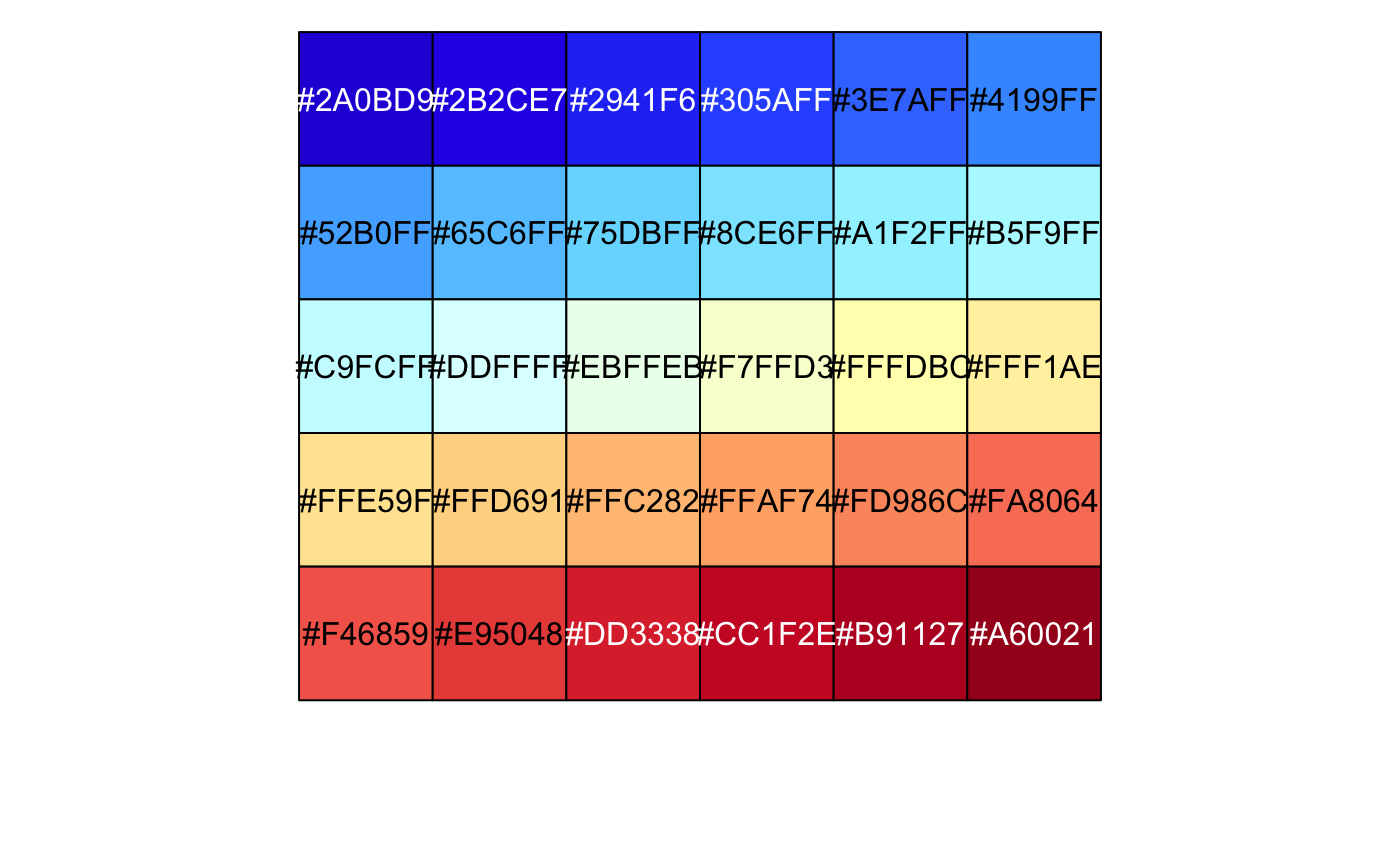 #2A0BD9 #2B2CE7 #2941F6 #305AFF #3E7AFF #4199FF
#52B0FF #65C6FF #75DBFF #8CE6FF #A1F2FF #B5F9FF
#C9FCFF #DDFFFF #EBFFEB #F7FFD3 #FFFDBC #FFF1AE
#FFE59F #FFD691 #FFC282 #FFAF74 #FD986C #FA8064
#F46859 #E95048 #DD3338 #CC1F2E #B91127 #A60021